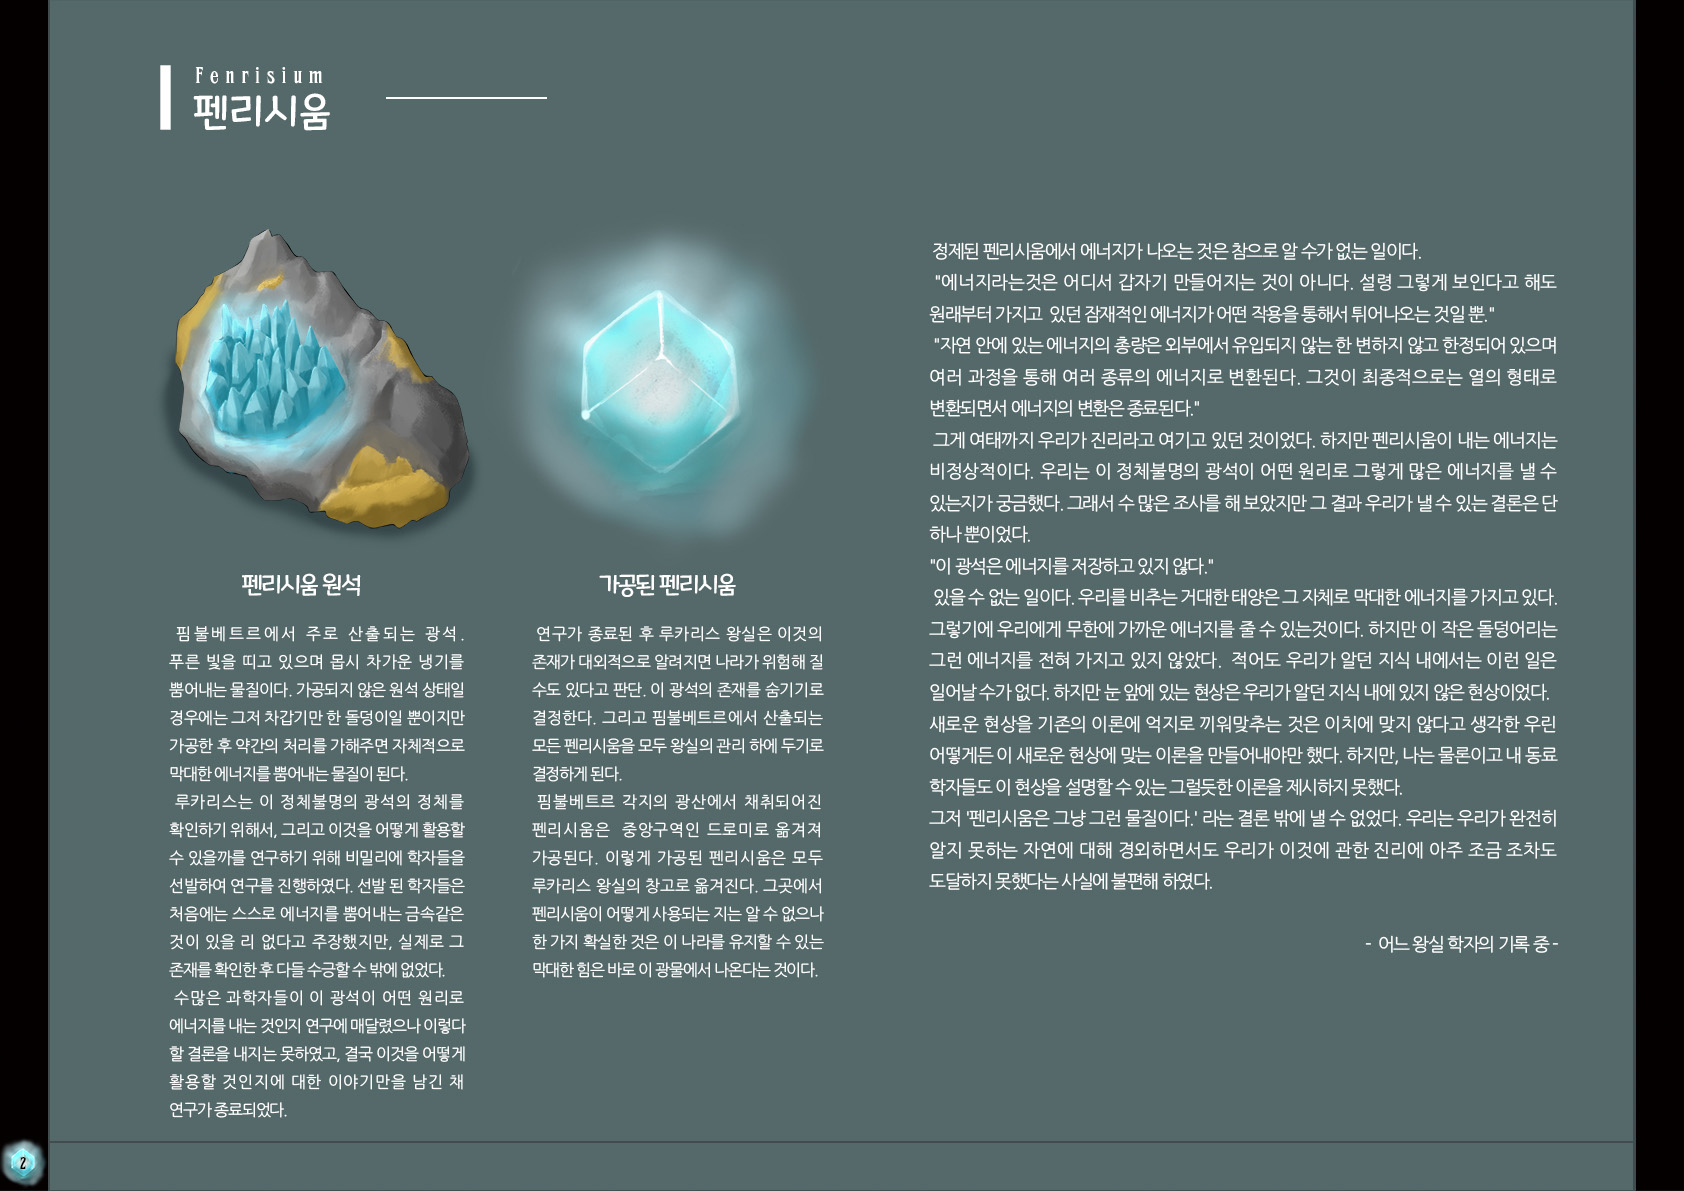 Fenrisium
펜리시움
펜리시움 원석
핌불베트르에서 주로 산출되는 광석.
푸른 빛을 띠고 있으며 몹시 차가운 냉기를
뿜어내는 물질이다. 가공되지 않은 원석 상태일
경우에는 그저 차갑기만 한 돌덩이일 뿐이지만
가공한 후 약간의 처리를 가해주면 자체적으로
막대한 에너지를 뿜어내는 물질이 된다.
루카리스는 이 정체불명의 광석의 정체를
확인하기 위해서, 그리고 이것을 어떻게 활용할
수 있을까를 연구하기 위해 비밀리에 학자들을
선발하여 연구를 진행하였다. 선발 된 학자들은
처음에는 스스로 에너지를 뿜어내는 금속같은
것이 있을 리 없다고 주장했지만, 실제로 그
존재를 확인한 후 다들 수긍할 수 밖에 없었다.
수많은 과학자들이 이 광석이 어떤 원리로
에너지를 내는 것인지 연구에 매달렸으나 이렇다
할 결론을 내지는 못하였고, 결국 이것을 어떻게
활용할 것인지에 대한 이야기만을 남긴 채
연구가 종료되었다.
가공된 펜리시움
연구가 종료된 후 루카리스 왕실은 이것의
존재가 대외적으로 알려지면 나라가 위험해 질
수도 있다고 판단. 이 광석의 존재를 숨기기로
결정한다. 그리고 핌불베트르에서 산출되는
모든 펜리시움을 모두 왕실의 관리 하에 두기로
결정하게 된다.
핌불베트르 각지의 광산에서 채취되어진
펜리시움은 중앙구역인 드로미로 옮겨져
가공된다. 이렇게 가공된 펜리시움은 모두
루카리스 왕실의 창고로 옮겨진다. 그곳에서
펜리시움이 어떻게 사용되는 지는 알 수 없으나
한 가지 확실한 것은 이 나라를 유지할 수 있는
막대한 힘은 바로 이 광물에서 나온다는 것이다.
정제된 펜리시움에서 에너지가 나오는 것은 참으로 알 수가 없는 일이다.
"에너지라는것은 어디서 갑자기 만들어지는 것이 아니다. 설령 그렇게 보인다고 해도
원래부터 가지고 있던 잠재적인 에너지가 어떤 작용을 통해서 튀어나오는 것일 뿐."
"자연 안에 있는 에너지의 총량은 외부에서 유입되지 않는 한 변하지 않고 한정되어 있으며
여러 과정을 통해 여러 종류의 에너지로 변환된다. 그것이 최종적으로는 열의 형태로
변환되면서 에너지의 변환은 종료된다."
그게 여태까지 우리가 진리라고 여기고 있던 것이었다. 하지만 펜리시움이 내는 에너지는
비정상적이다. 우리는 이 정체불명의 광석이 어떤 원리로 그렇게 많은 에너지를 낼 수
있는지가 궁금했다. 그래서 수 많은 조사를 해 보았지만 그 결과 우리가 낼 수 있는 결론은 단
하나 뿐이었다.
"이 광석은 에너지를 저장하고 있지 않다."
있을 수 없는 일이다. 우리를 비추는 거대한 태양은 그 자체로 막대한 에너지를 가지고 있다.
그렇기에 우리에게 무한에 가까운 에너지를 줄 수 있는것이다. 하지만 이 작은 돌덩어리는
그런 에너지를 전혀 가지고 있지 않았다. 적어도 우리가 알던 지식 내에서는 이런 일은
일어날 수가 없다. 하지만 눈 앞에 있는 현상은 우리가 알던 지식 내에 있지 않은 현상이었다.
새로운 현상을 기존의 이론에 억지로 끼워맞추는 것은 이치에 맞지 않다고 생각한 우린
어떻게든 이 새로운 현상에 맞는 이론을 만들어내야만 했다. 하지만, 나는 물론이고 내 동료
학자들도 이 현상을 설명할 수 있는 그럴듯한 이론을 제시하지 못했다.
그저 '펜리시움은 그냥 그런 물질이다.' 라는 결론 밖에 낼 수 없었다. 우리는 우리가 완전히
알지 못하는 자연에 대해 경외하면서도 우리가 이것에 관한 진리에 아주 조금 조차도
도달하지 못했다는 사실에 불편해 하였다.
- 어느 왕실 학자의 기록 중 -
2